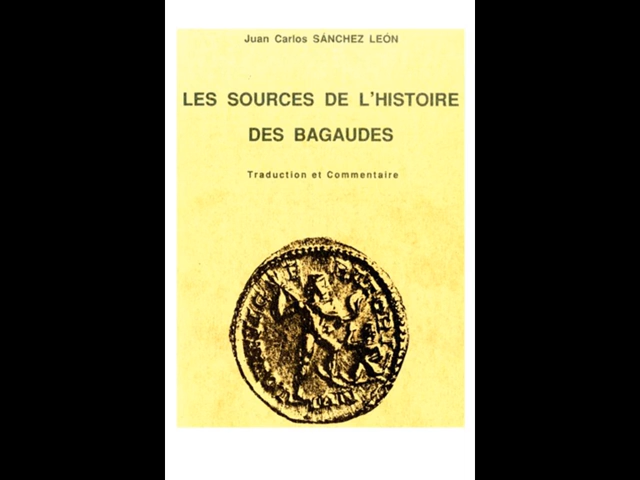 Juan Carlos SÁNCHEZ LEÓN
LES SOURCES DE L'HISTOIRE
DES BAGAUDES
Traduction et Commentaire